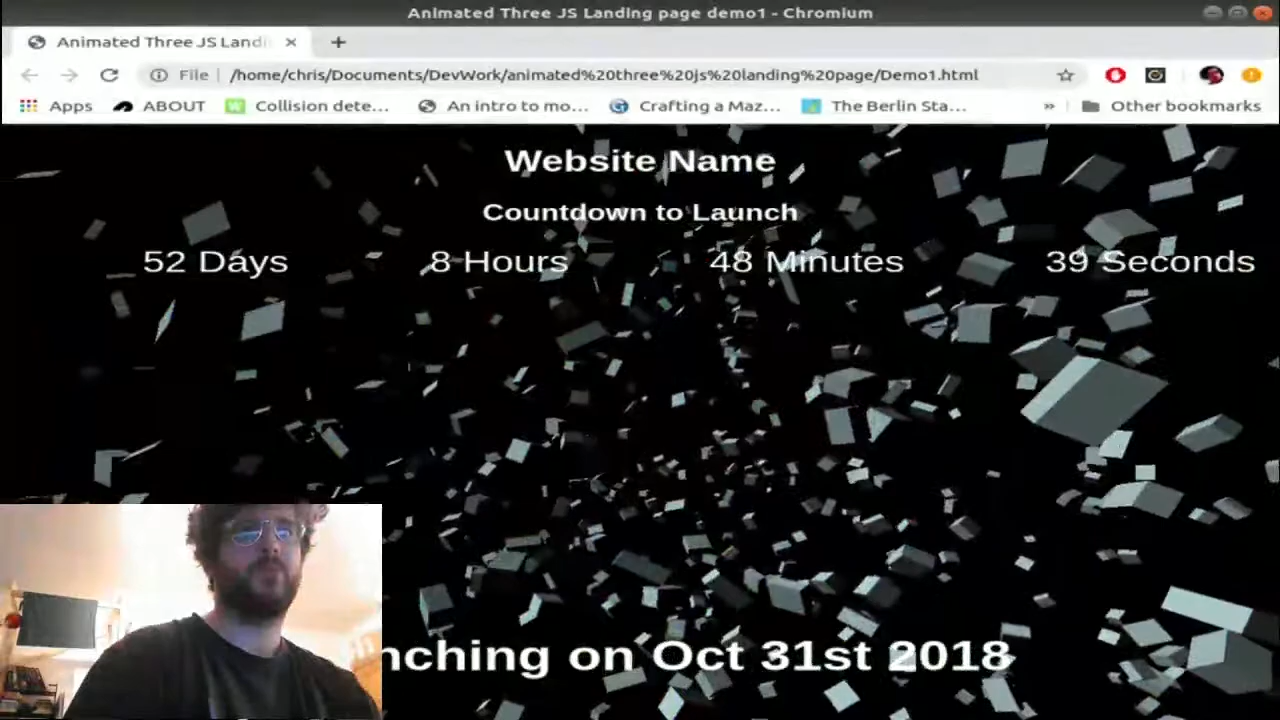 Animated Three JS Landing page demo1 - Chromium
Animated Three JS Landi
File | /home/chris/Documents/DevWork/animated%20three%20js%20landing%20page/Demo1.html
Apps ABOUT Collision dete... An intro to mo... Crafting a Maz... The Berlin Sta... » Other bookmarks
Website Name
Countdown to Launch
52 Days 8 Hours 48 Minutes 39 Seconds
nching on Oct 31st 2018